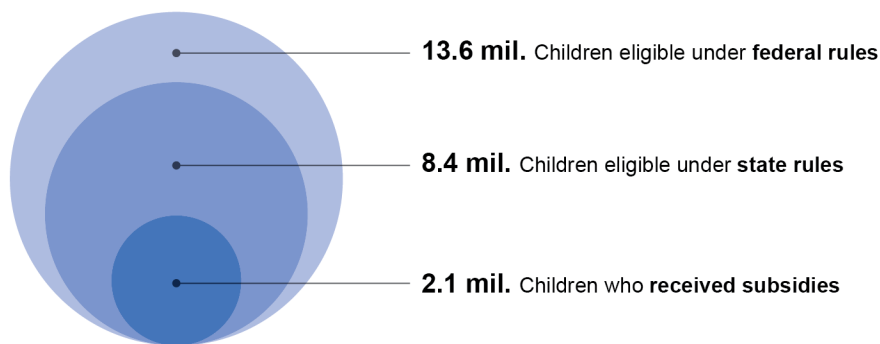 13.6 mil. Children eligible under federal rules
8.4 mil. Children eligible under state rules
2.1 mil. Children who received subsidies